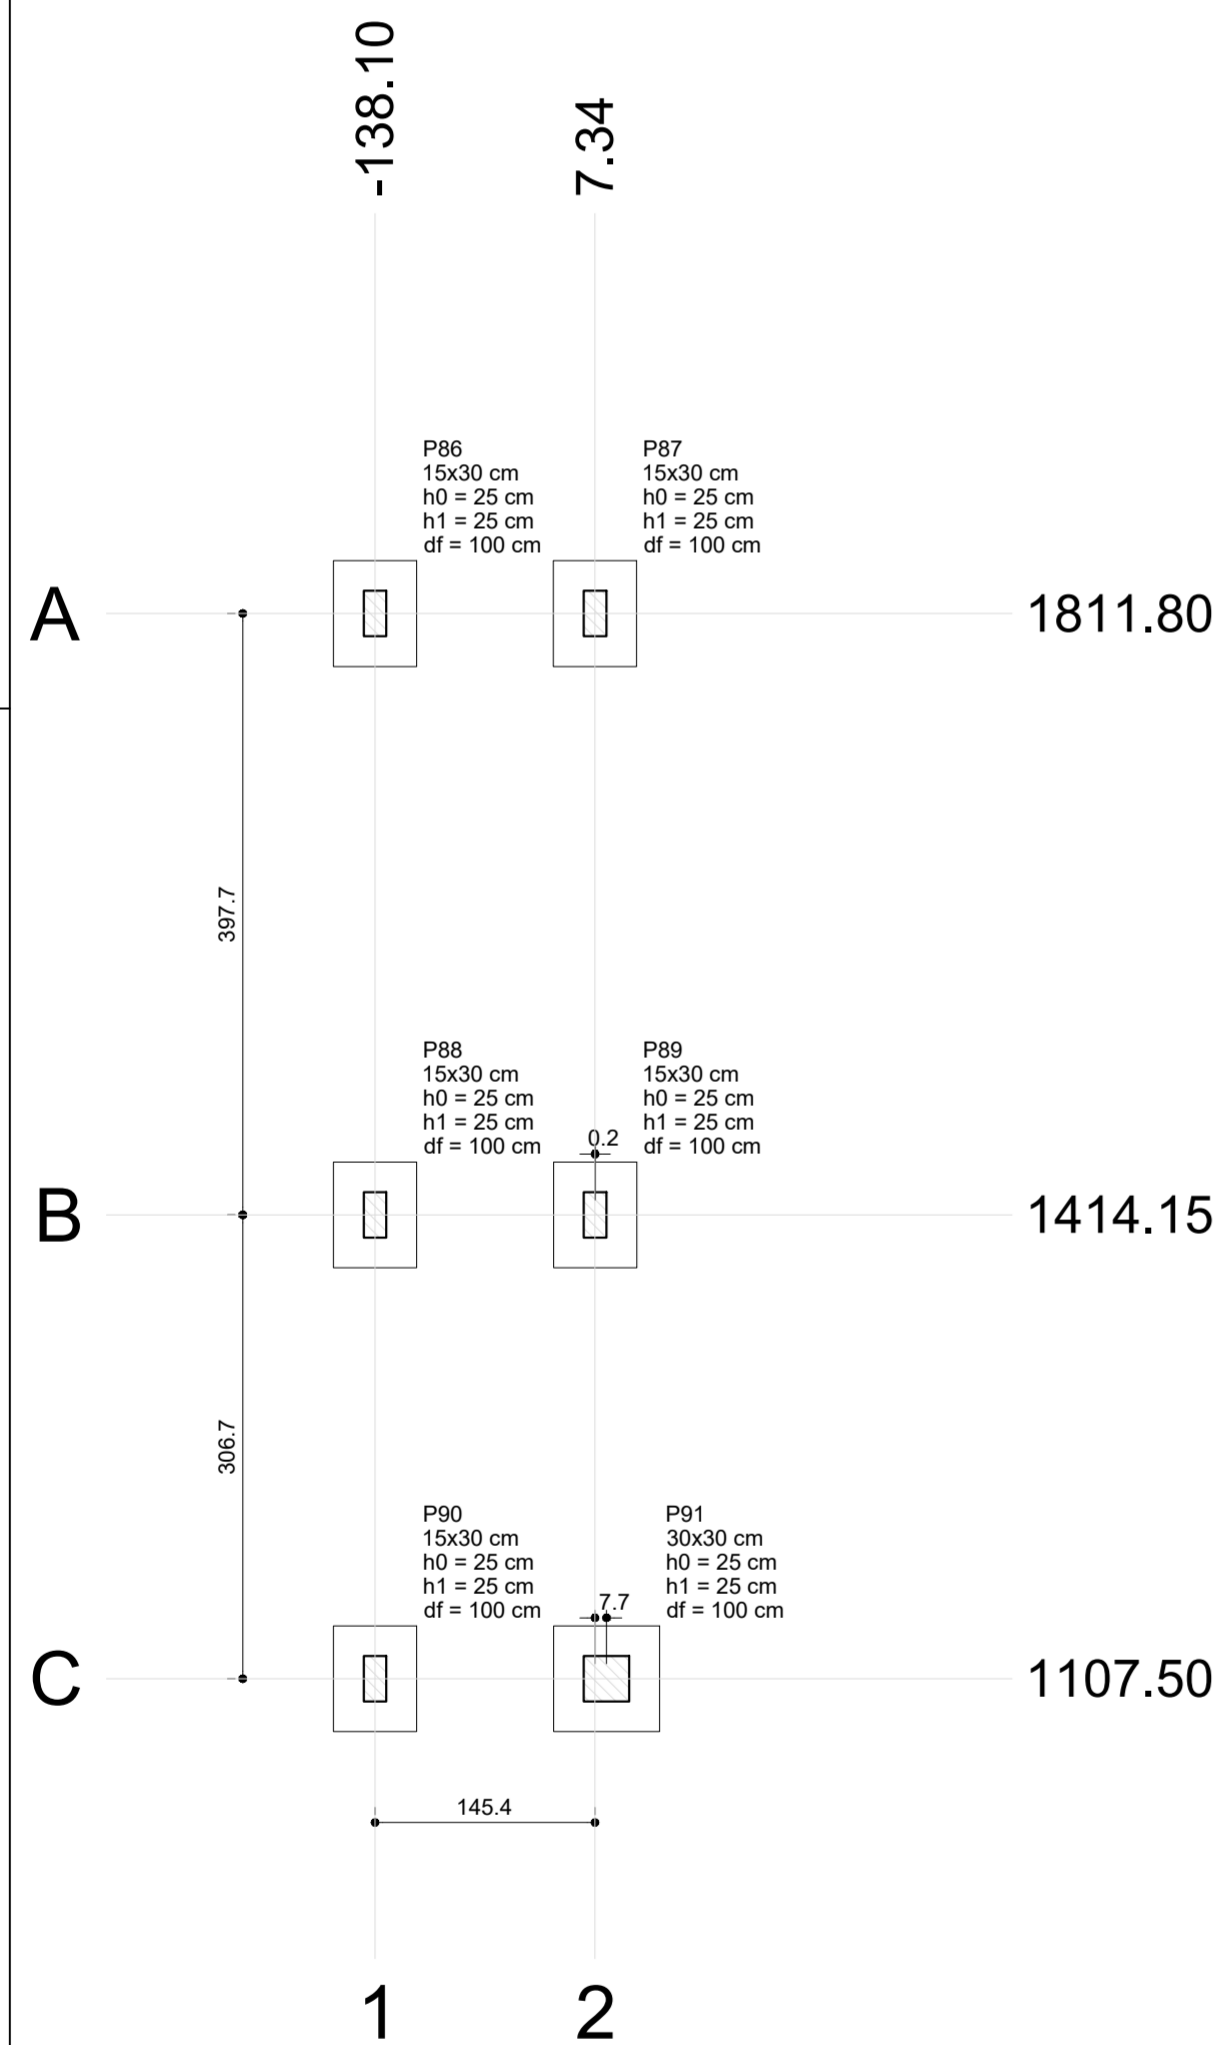 -138.10
7.34
P86
15x30 cm
h0 = 25 cm
h1 = 25 cm
df = 100 cm
P87
15x30 cm
h0 = 25 cm
h1 = 25 cm
df = 100 cm
A
1811.80
397.7
P88
15x30 cm
h0 = 25 cm
h1 = 25 cm
df = 100 cm
0.2
P89
15x30 cm
h0 = 25 cm
h1 = 25 cm
df = 100 cm
B
1414.15
306.7
P90
15x30 cm
h0 = 25 cm
h1 = 25 cm
df = 100 cm
7.7
P91
30x30 cm
h0 = 25 cm
h1 = 25 cm
df = 100 cm
C
1107.50
145.4
1
2